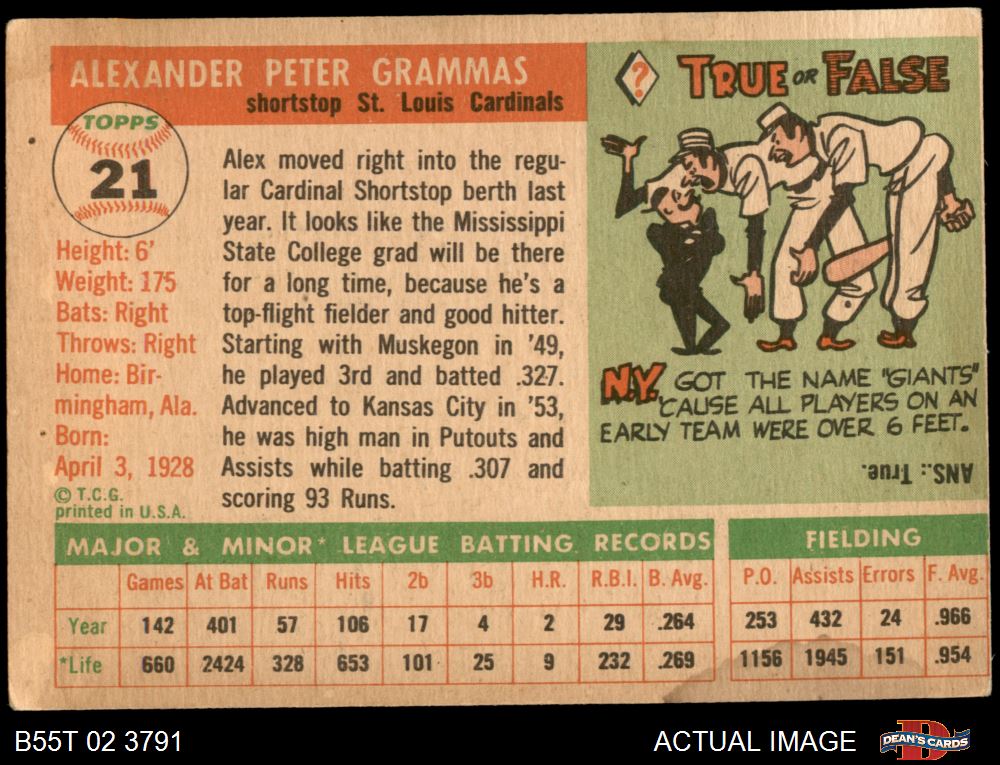 ALEXANDER PETER GRAMMAS
shortstop St. Louis Cardinals
TOPPS
21
Height: 6'
Weight: 175
Bats: Right
Throws: Right
Home: Bir-
mingham, Ala.
Born:
April 3, 1928
© T.C.G.
printed in U.S.A.
Alex moved right into the regu-
lar Cardinal Shortstop berth last
year. It looks like the Mississippi
State College grad will be there
for a long time, because he's a
top-flight fielder and good hitter.
Starting with Muskegon in '49,
he played 3rd and batted .327.
Advanced to Kansas City in '53,
he was high man in Putouts and
Assists while batting .307 and
scoring 93 Runs.
? TRUE OR FALSE
N.Y. GOT THE NAME "GIANTS"
'CAUSE ALL PLAYERS ON AN
EARLY TEAM WERE OVER 6 FEET.
ANS.: True.
MAJOR & MINOR* LEAGUE BATTING RECORDS
Games At Bat Runs Hits 2b 3b H.R. R.B.I. B. Avg.
Year 142 401 57 106 17 4 2 29 .264
*Life 660 2424 328 653 101 25 9 232 .269
FIELDING
P.O. Assists Errors F. Avg.
253 432 24 .966
1156 1945 151 .954
B55T 02 3791
ACTUAL IMAGE
D
DEAN'S CARDS